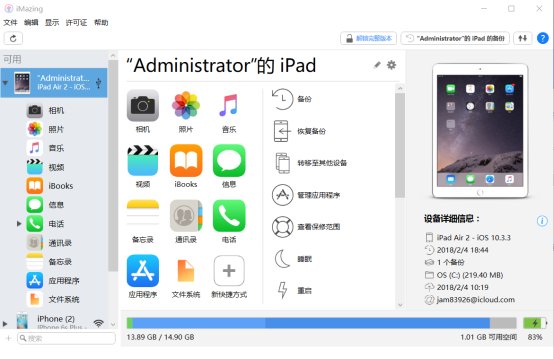 iMazing
文件 编辑 显示 许可证 帮助
解锁完整版本
"Administrator"的 iPad 的备份
可用
"Administrat...
iPad Air 2 - iOS...
相机
照片
音乐
视频
iBooks
信息
电话
通讯录
备忘录
应用程序
文件系统
iPhone (2)
iPhone 6s Plus -
搜索
“Administrator”的 iPad
相机 照片 音乐
视频 iBooks 信息
备忘录 通讯录 电话
应用程序 文件系统 新快捷方式
备份
恢复备份
转移至其他设备
管理应用程序
查看保修范围
睡眠
重启
设备详细信息：
iPad Air 2 - iOS 10.3.3
2018/2/4 18:44
1 个备份
OS (C:) (219.40 MB)
2018/2/4 10:19
jam83926@icloud.com
13.89 GB / 14.90 GB
1.01 GB 可用空间
83%